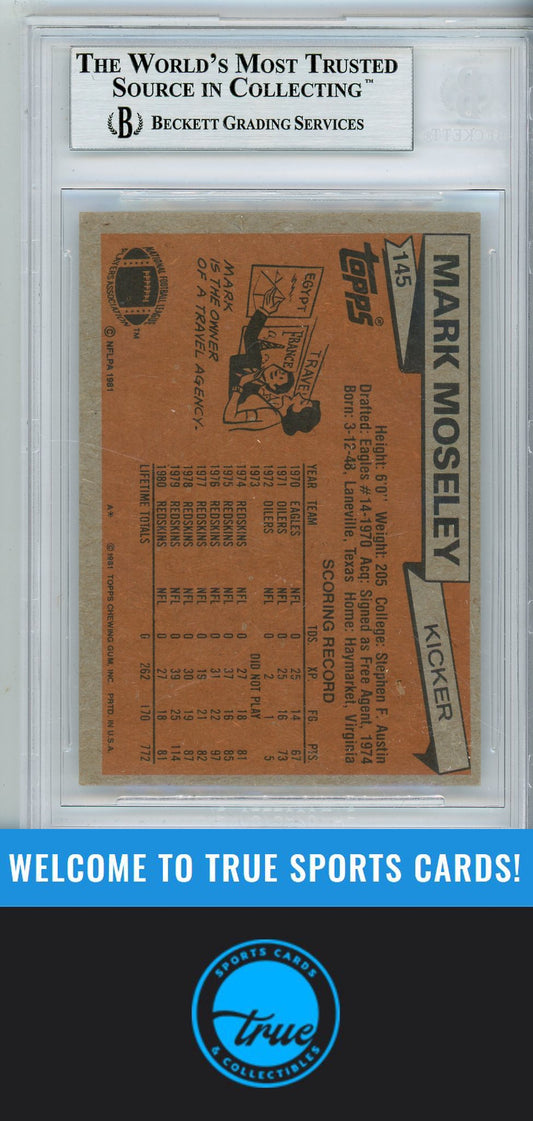 THE WORLD'S MOST TRUSTED
SOURCE IN COLLECTING™
B BECKETT GRADING SERVICES
MARK MOSELEY
KICKER
145
TOPPS®
Height: 6'0" Weight: 205 College: Stephen F. Austin
Drafted: Eagles #14-1970 Acq: Signed as Free Agent, 1974
Born: 3-12-48, Laneville, Texas Home: Haymarket, Virginia
SCORING RECORD
YEAR TEAM TDS. XP. FG. PTS.
1970 EAGLES NFL 0 25 14 67
1971 OILERS NFL 0 25 16 73
1972 OILERS NFL 0 2 1 5
1973 DID NOT PLAY
1974 REDSKINS NFL 0 27 18 81
1975 REDSKINS NFL 0 37 16 85
1976 REDSKINS NFL 0 31 22 97
1977 REDSKINS NFL 0 19 21 82
1978 REDSKINS NFL 0 30 19 87
1979 REDSKINS NFL 0 39 25 114
1980 REDSKINS NFL 0 27 18 81
LIFETIME TOTALS 0 262 170 772
EGYPT
FRANCE
TRAVEL
MARK
IS THE OWNER
OF A TRAVEL AGENCY.
NATIONAL FOOTBALL LEAGUE
PLAYERS ASSOCIATION
© NFLPA 1981
A* ©1981 TOPPS CHEWING GUM, INC. PRTD. IN U.S.A.
WELCOME TO TRUE SPORTS CARDS!
SPORTS CARDS
true
& COLLECTIBLES